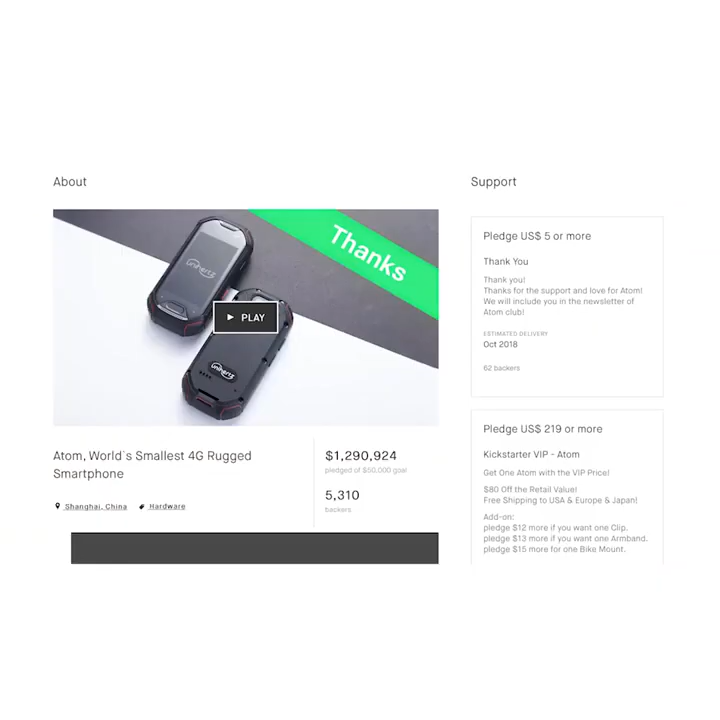 About
Support
Thanks
unihertz
PLAY
unihertz
Atom, World's Smallest 4G Rugged
Smartphone
Shanghai, China Hardware
$1,290,924
pledged of $50,000 goal
5,310
backers
Pledge US$ 5 or more
Thank You
Thank you!
Thanks for the support and love for Atom!
We will include you in the newsletter of
Atom club!
ESTIMATED DELIVERY
Oct 2018
62 backers
Pledge US$ 219 or more
Kickstarter VIP - Atom
Get One Atom with the VIP Price!
$80 Off the Retail Value!
Free Shipping to USA & Europe & Japan!
Add-on:
pledge $12 more if you want one Clip.
pledge $13 more if you want one Armband.
pledge $15 more for one Bike Mount.